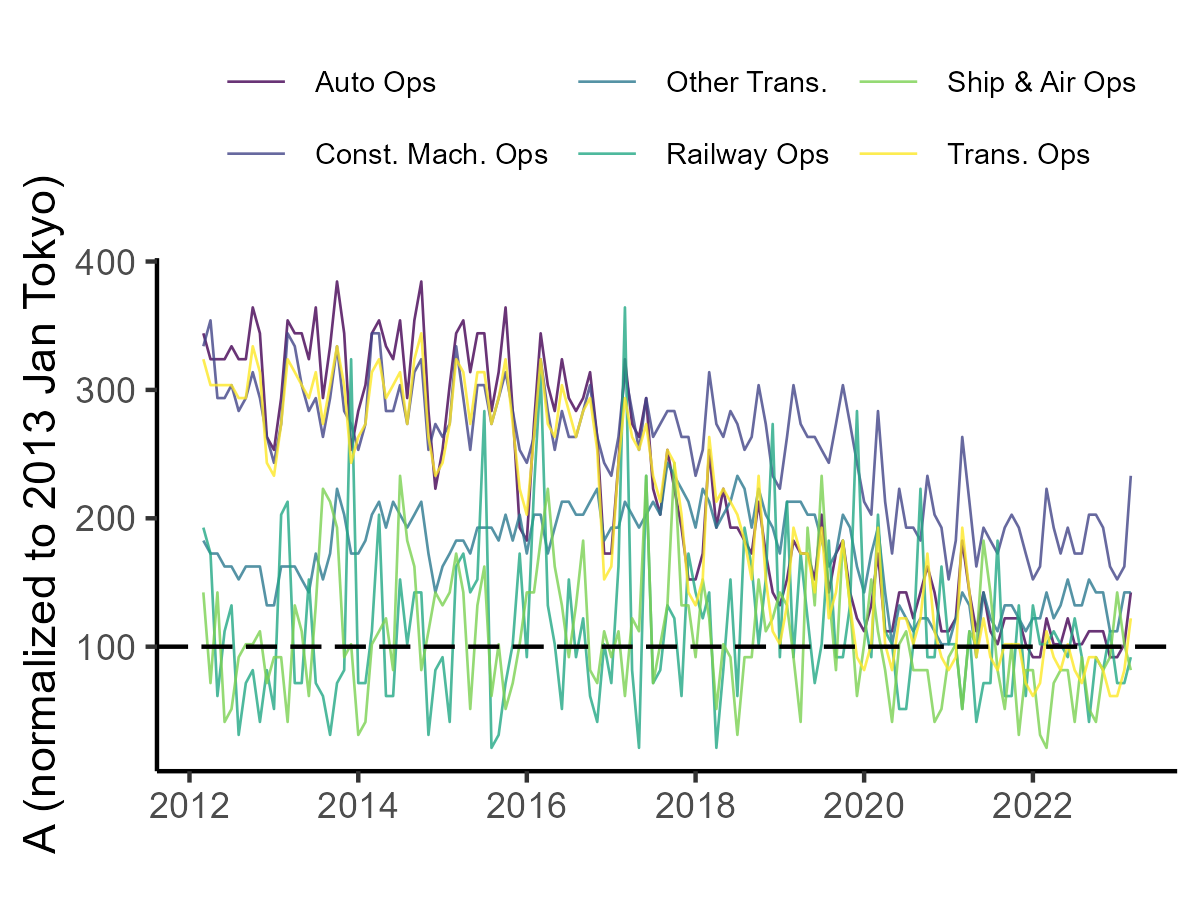 Auto Ops
Other Trans.
Ship & Air Ops
Const. Mach. Ops
Railway Ops
Trans. Ops
A (normalized to 2013 Jan Tokyo)
400
300
200
100
2012
2014
2016
2018
2020
2022